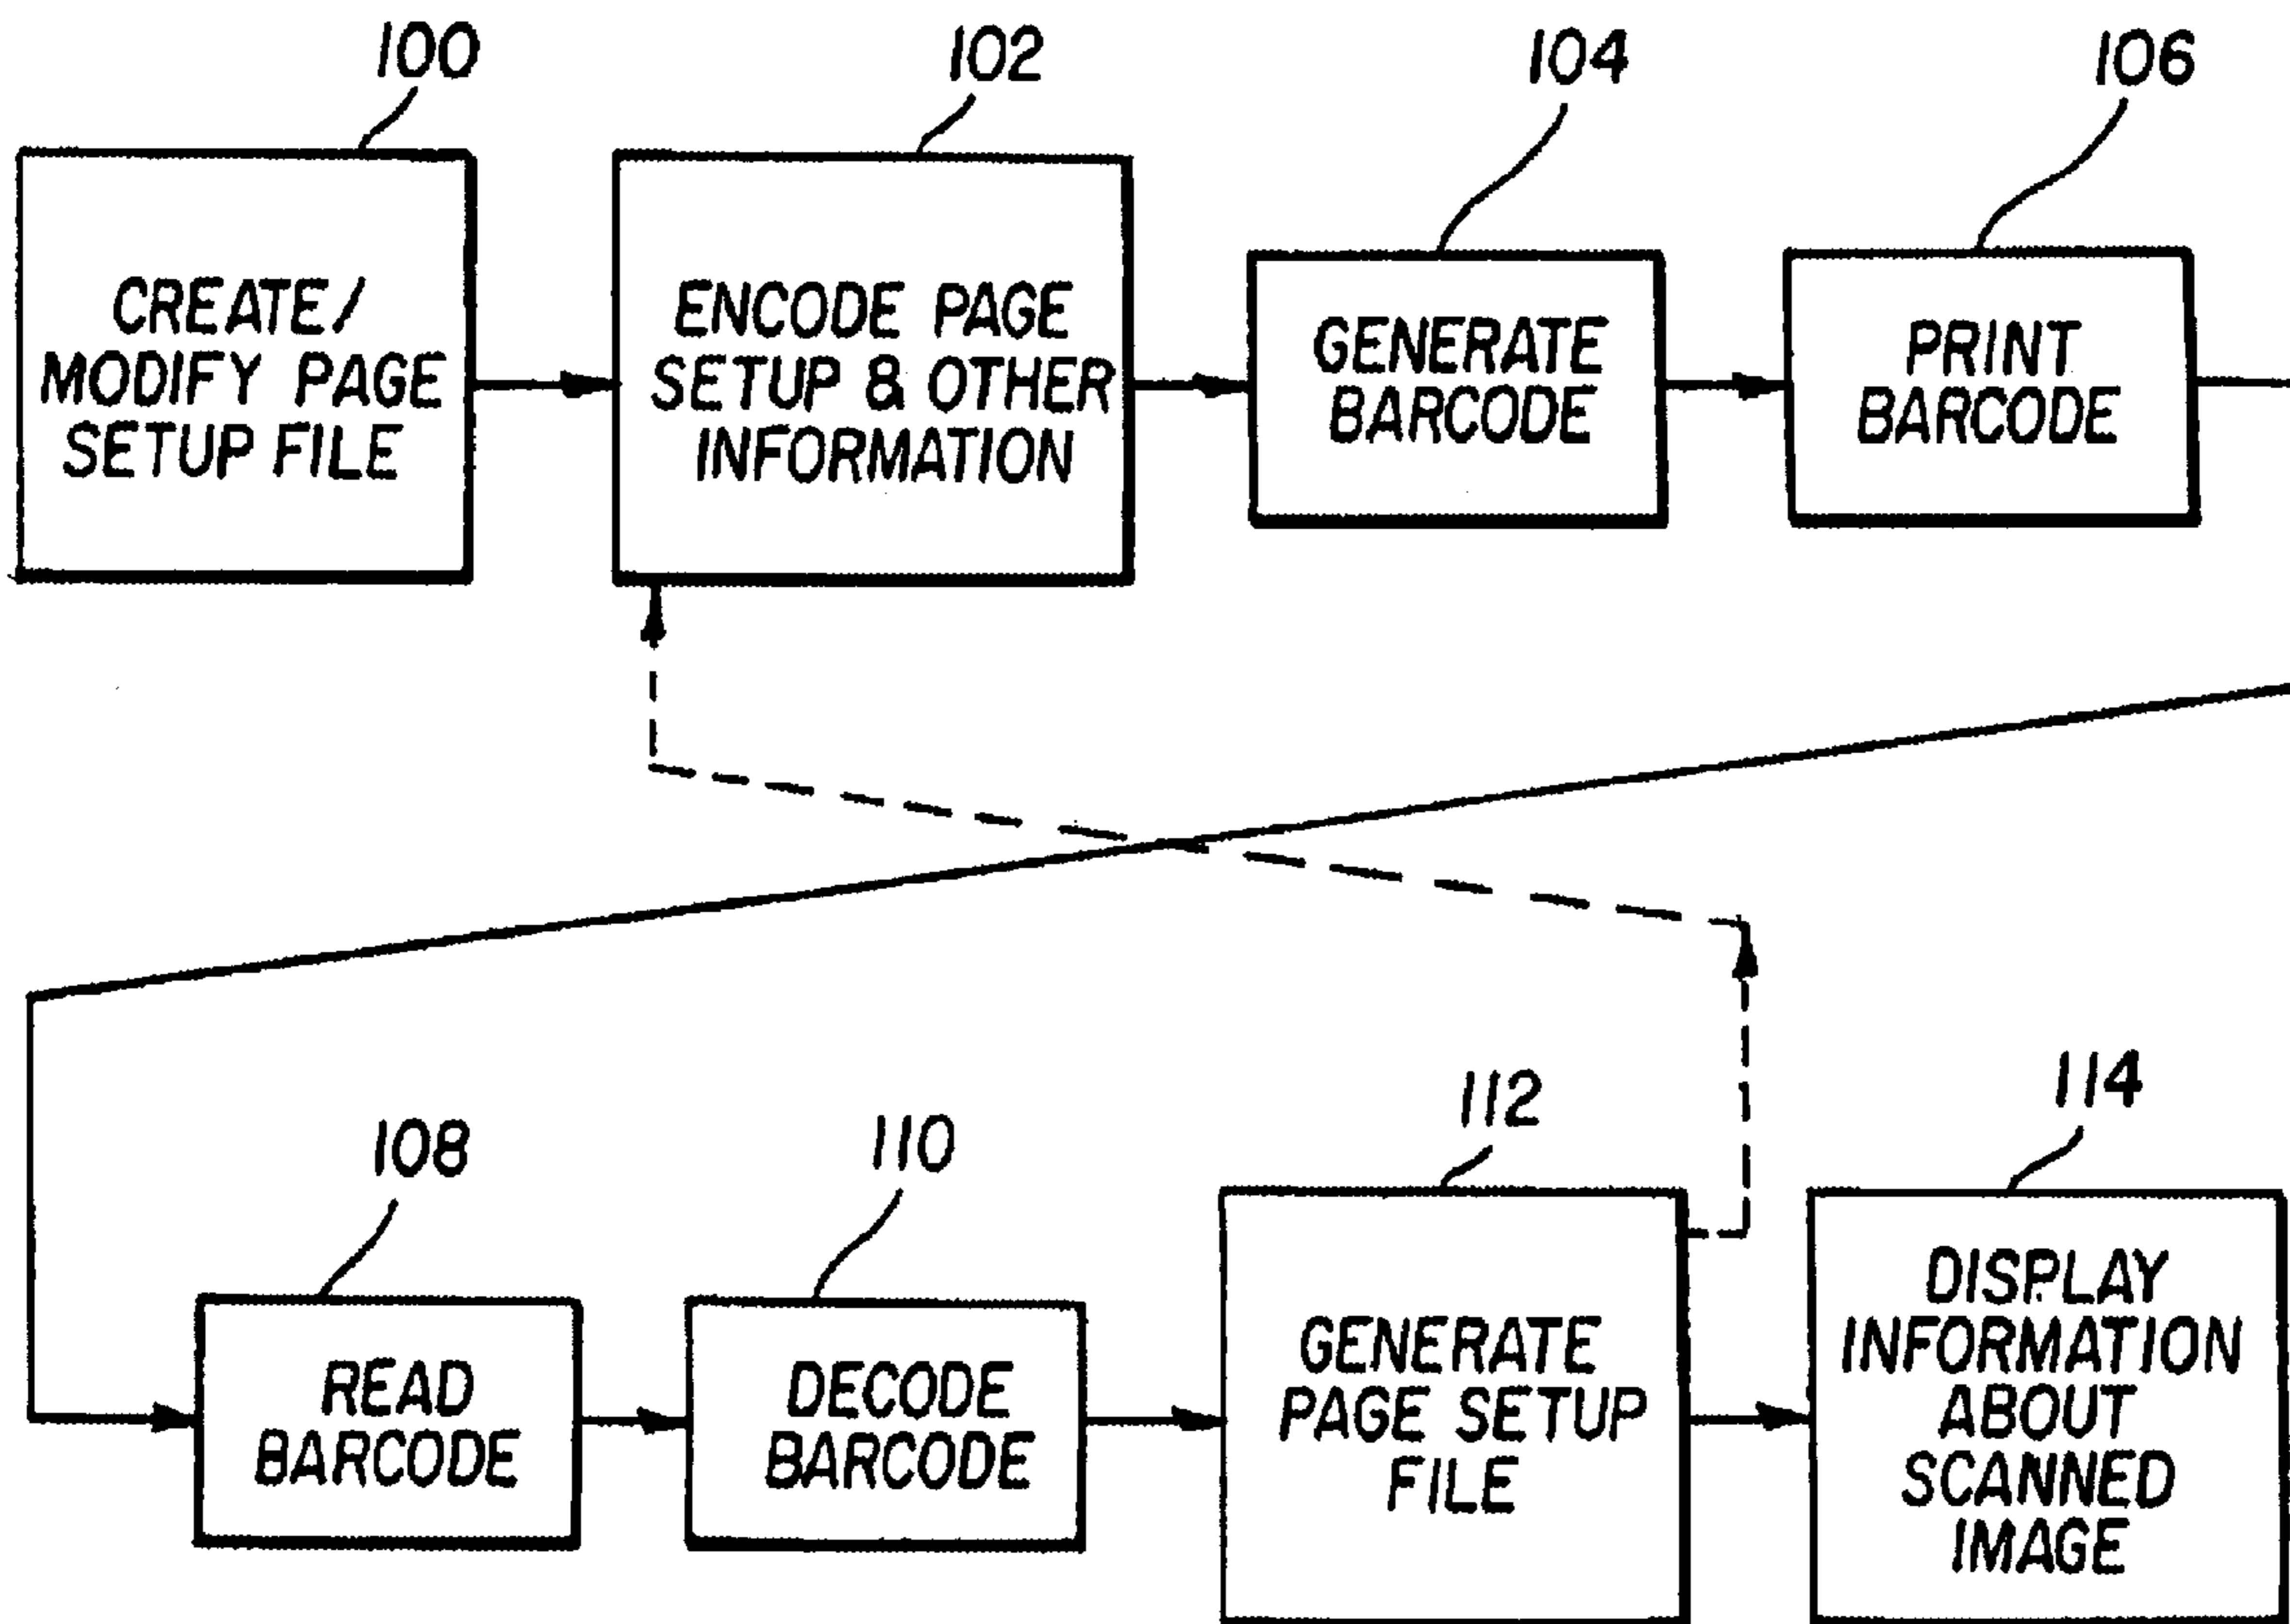 100
102
104
106
CREATE/
MODIFY PAGE
SETUP FILE
ENCODE PAGE
SETUP & OTHER
INFORMATION
GENERATE
BARCODE
PRINT
BARCODE
108
110
112
114
READ
BARCODE
DECODE
BARCODE
GENERATE
PAGE SETUP
FILE
DISPLAY
INFORMATION
ABOUT
SCANNED
IMAGE